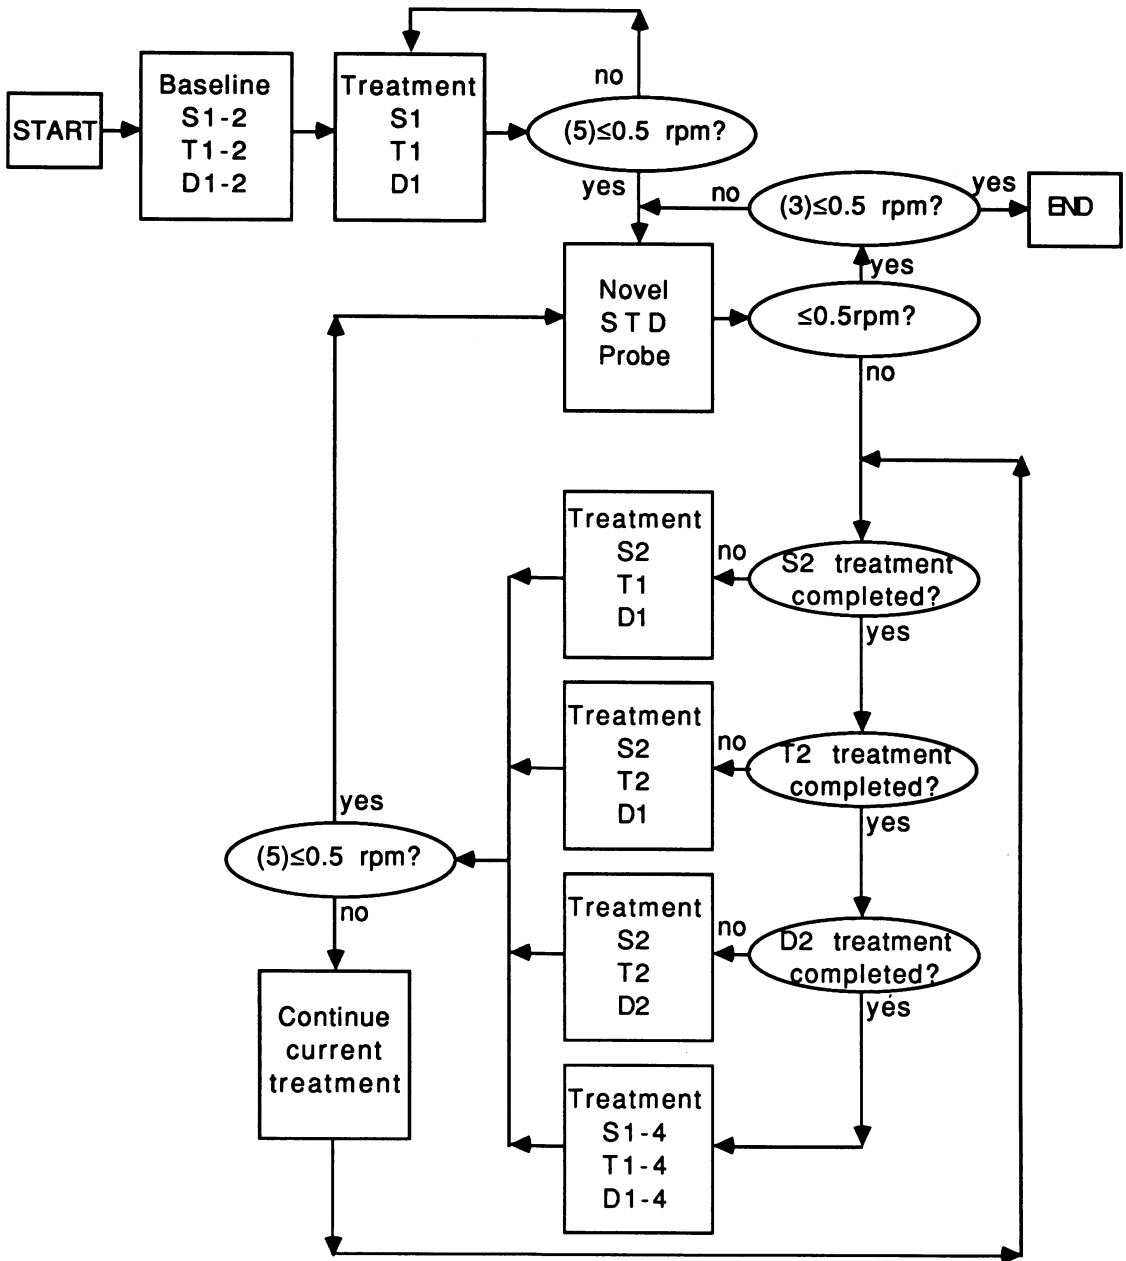 START
Baseline
S1-2
T1-2
D1-2
Treatment
S1
T1
D1
no
(5)≤0.5 rpm?
yes
no
(3)≤0.5 rpm?
yes
END
yes
Novel
S T D
Probe
≤0.5rpm?
no
Treatment
S2
T1
D1
no
S2 treatment
completed?
yes
Treatment
S2
T2
D1
no
T2 treatment
completed?
yes
yes
(5)≤0.5 rpm?
no
Treatment
S2
T2
D2
no
D2 treatment
completed?
yes
Continue
current
treatment
Treatment
S1-4
T1-4
D1-4